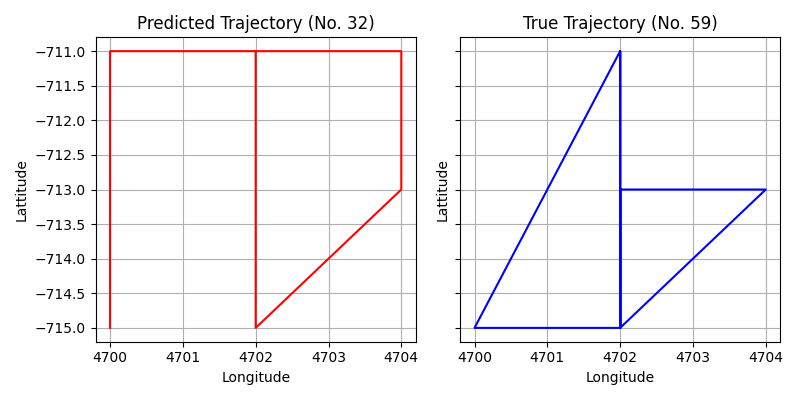 Predicted Trajectory (No. 32)
True Trajectory (No. 59)
Lattitude
−711.0
−711.5
−712.0
−712.5
−713.0
−713.5
−714.0
−714.5
−715.0
4700 4701 4702 4703 4704
Longitude
Lattitude
4700 4701 4702 4703 4704
Longitude